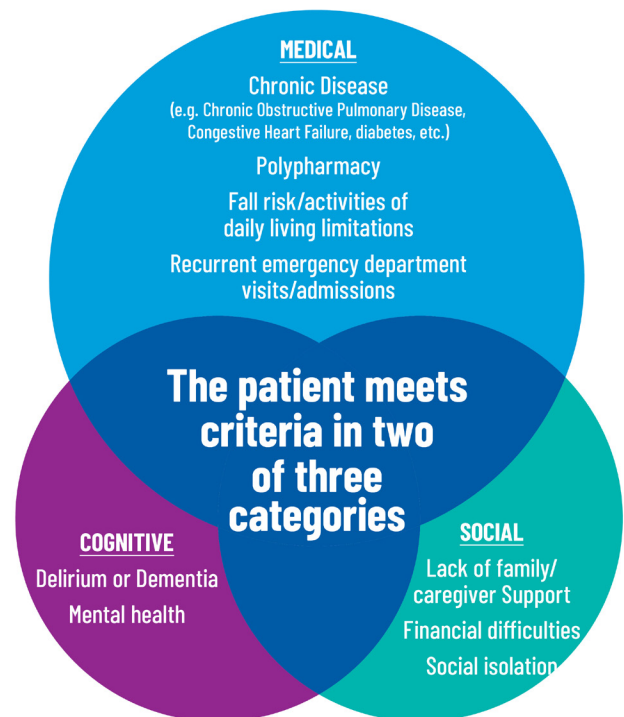 MEDICAL
Chronic Disease
(e.g. Chronic Obstructive Pulmonary Disease,
Congestive Heart Failure, diabetes, etc.)
Polypharmacy
Fall risk/activities of
daily living limitations
Recurrent emergency department
visits/admissions
The patient meets
criteria in two
of three
categories
COGNITIVE
Delirium or Dementia
Mental health
SOCIAL
Lack of family/
caregiver Support
Financial difficulties
Social isolation